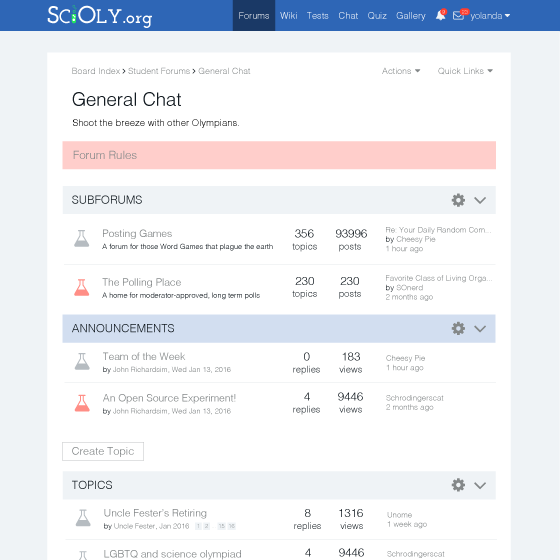 SciOly.org
Forums Wiki Tests Chat Quiz Gallery yolanda
Board Index > Student Forums > General Chat Actions Quick Links
General Chat
Shoot the breeze with other Olympians.
Forum Rules
SUBFORUMS
Posting Games 356 93996 Re: Your Daily Random Com...
A forum for those Word Games that plague the earth topics posts by Cheesy Pie
1 hour ago
The Polling Place 230 230 Favorite Class of Living Orga...
A home for moderator-approved, long term polls topics posts by SOnerd
2 months ago
ANNOUNCEMENTS
Team of the Week 0 183 Cheesy Pie
by John Richardsim, Wed Jan 13, 2016 replies views 1 hour ago
An Open Source Experiment! 4 9446 Schrodingerscat
by John Richardsim, Wed Jan 13, 2016 replies views 2 months ago
Create Topic
TOPICS
Uncle Fester's Retiring 8 1316 Unome
by Uncle Fester, Jan 2016 1 2 15 16 replies views 1 week ago
LGBTQ and science olympiad 4 9446 Schrodingerscat